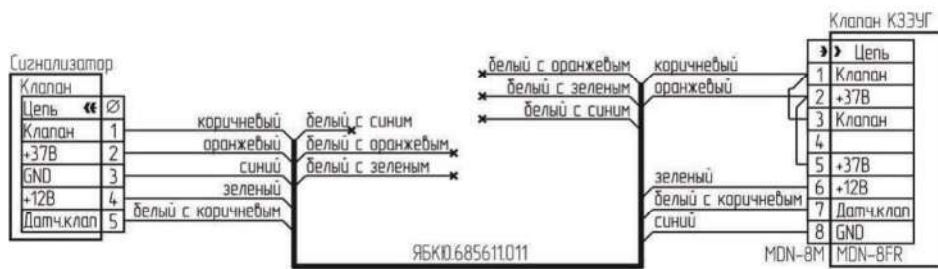 Клапан КЗЭУГ
Сигнализатор
Клапан
Цепь
Клапан 1
+37В 2
GND 3
+12В 4
Датч.клап 5
коричневый
оранжевый
синий
зеленый
белый с коричневым
белый с синим
белый с оранжевым
белый с зеленым
белый с оранжевым
белый с зеленым
белый с синим
коричневый
оранжевый
зеленый
белый с коричневым
синий
Цепь
1 Клапан
2 +37В
3 Клапан
4
5 +37В
6 +12В
7 Датч.клап
8 GND
MDN-8M MDN-8FR
ЯБКЮ.685611.011